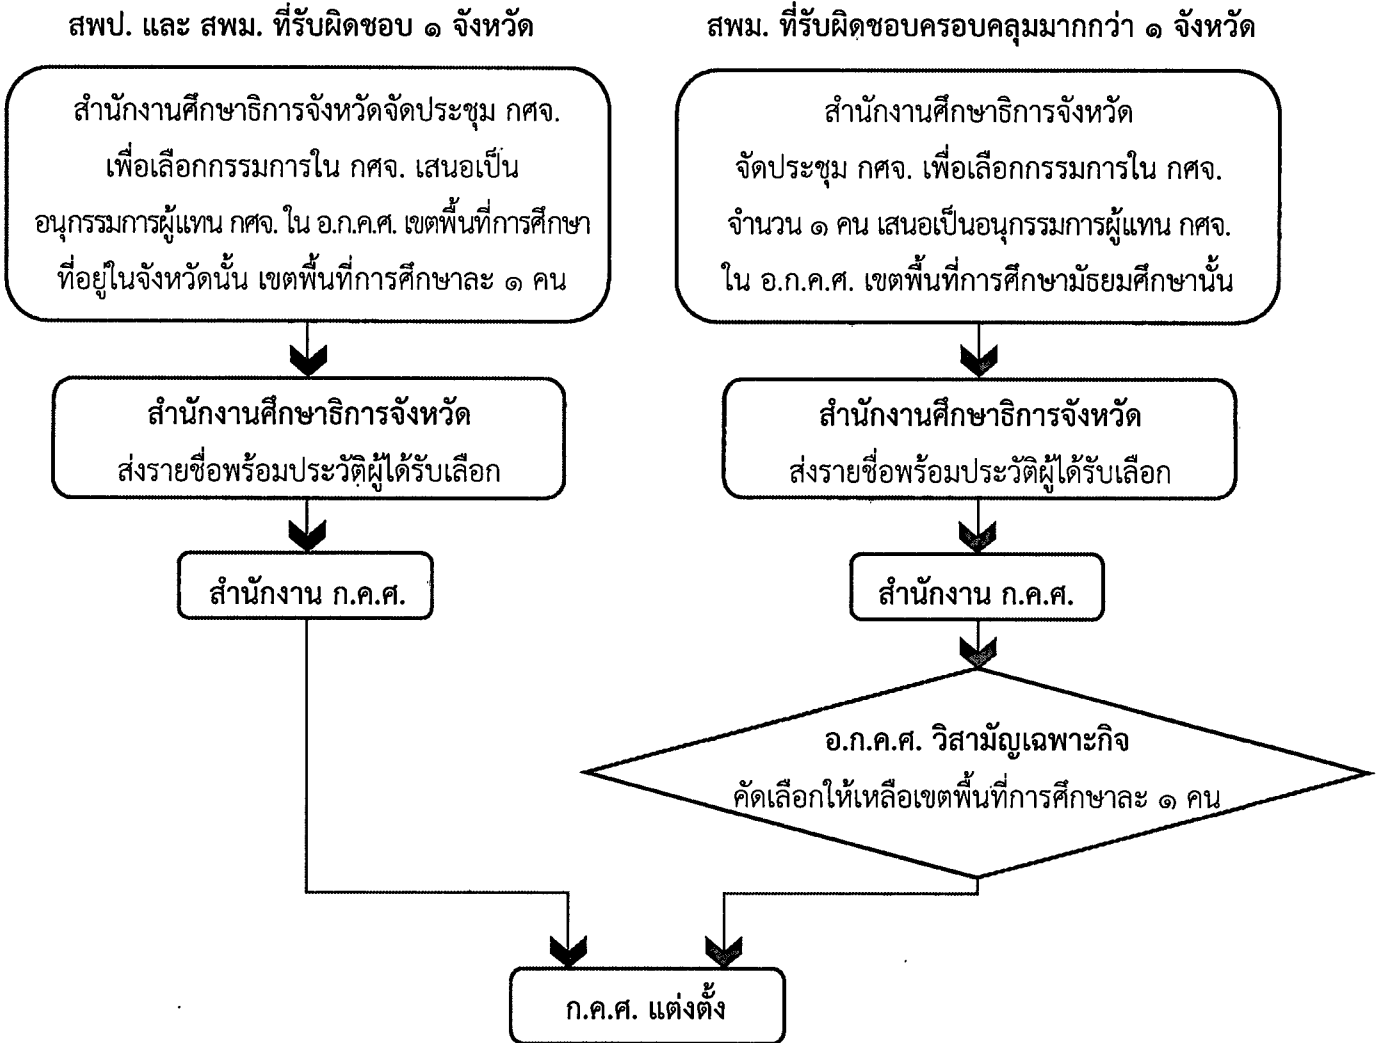 สพป. และ สพม. ที่รับผิดชอบ ๑ จังหวัด
สำนักงานศึกษาธิการจังหวัดจัดประชุม กศจ.
เพื่อเลือกกรรมการใน กศจ. เสนอเป็น
อนุกรรมการผู้แทน กศจ. ใน อ.ก.ค.ศ. เขตพื้นที่การศึกษา
ที่อยู่ในจังหวัดนั้น เขตพื้นที่การศึกษาละ ๑ คน
สำนักงานศึกษาธิการจังหวัด
ส่งรายชื่อพร้อมประวัติผู้ได้รับเลือก
สำนักงาน ก.ค.ศ.
สพม. ที่รับผิดชอบครอบคลุมมากกว่า ๑ จังหวัด
สำนักงานศึกษาธิการจังหวัด
จัดประชุม กศจ. เพื่อเลือกกรรมการใน กศจ.
จำนวน ๑ คน เสนอเป็นอนุกรรมการผู้แทน กศจ.
ใน อ.ก.ค.ศ. เขตพื้นที่การศึกษามัธยมศึกษานั้น
สำนักงานศึกษาธิการจังหวัด
ส่งรายชื่อพร้อมประวัติผู้ได้รับเลือก
สำนักงาน ก.ค.ศ.
อ.ก.ค.ศ. วิสามัญเฉพาะกิจ
คัดเลือกให้เหลือเขตพื้นที่การศึกษาละ ๑ คน
ก.ค.ศ. แต่งตั้ง